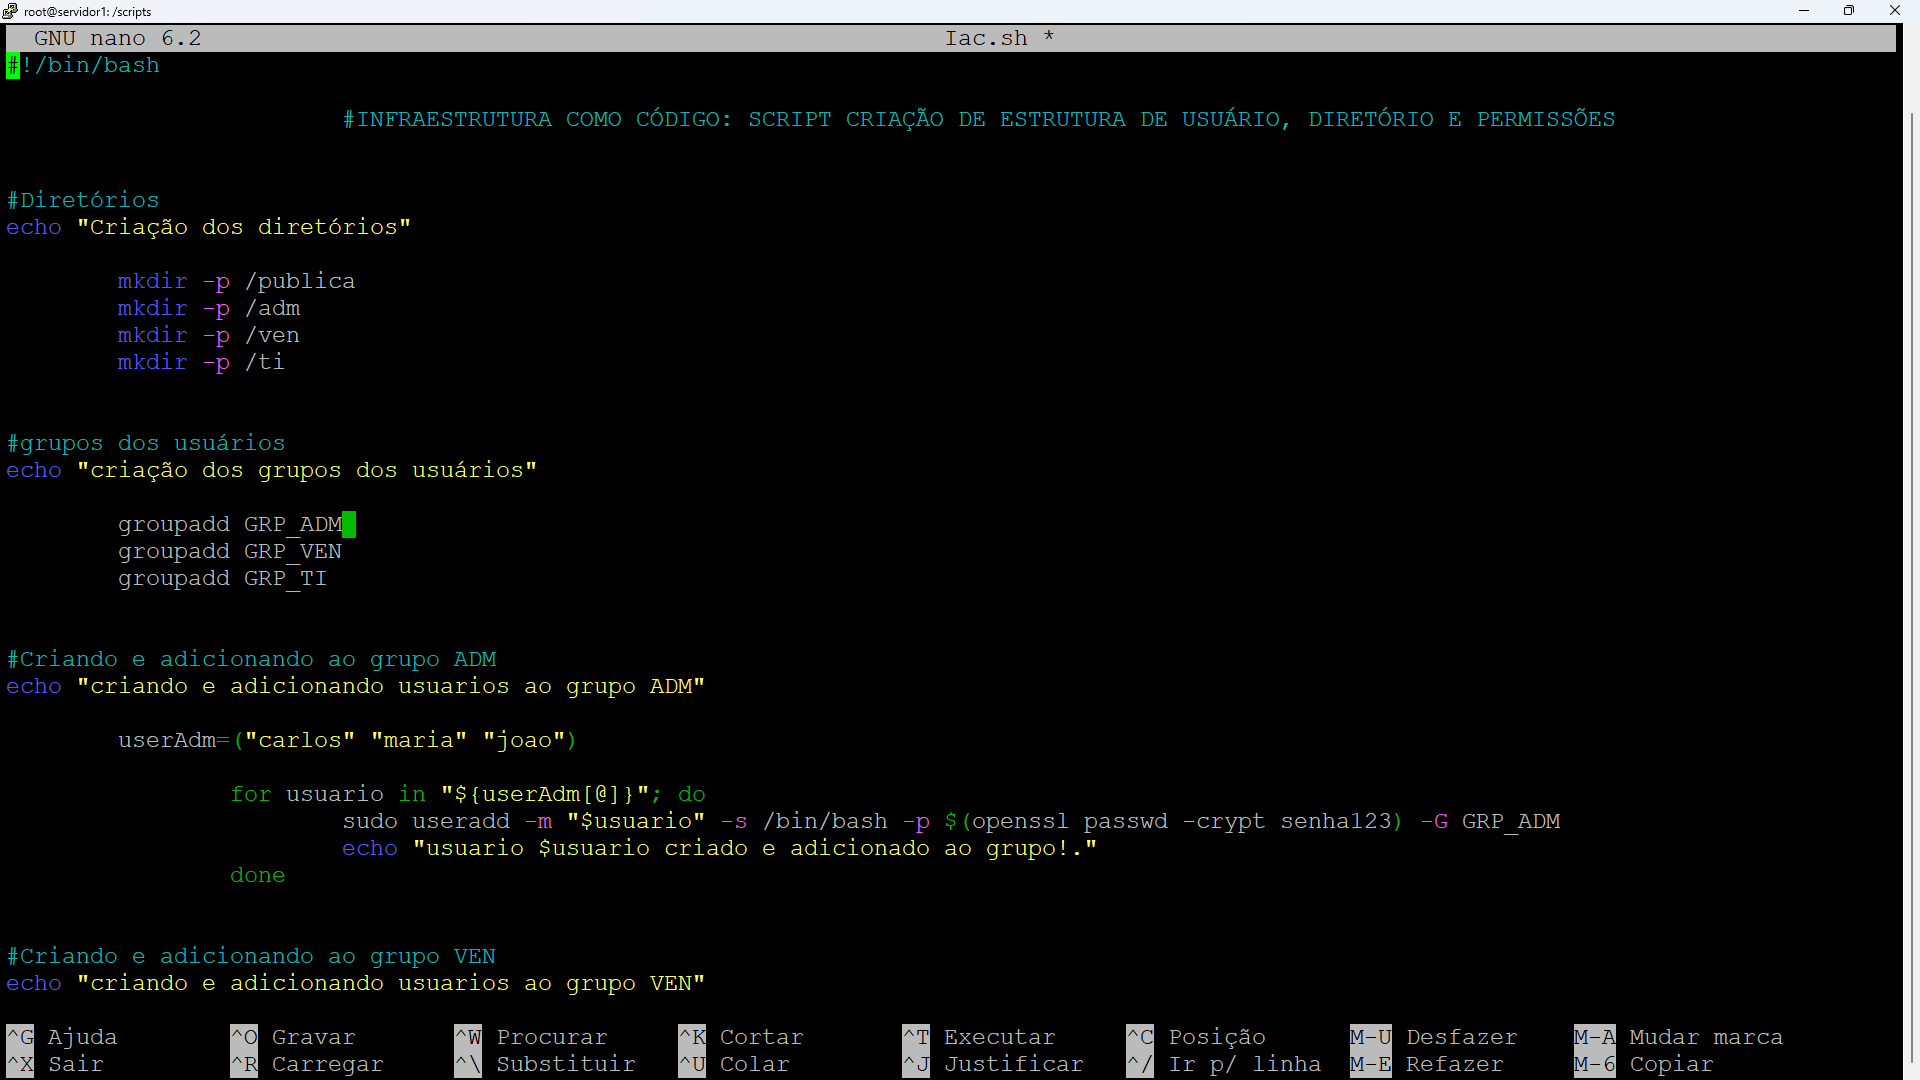 root@servidor1: /scripts
GNU nano 6.2 Iac.sh *
#!/bin/bash
#INFRAESTRUTURA COMO CÓDIGO: SCRIPT CRIAÇÃO DE ESTRUTURA DE USUÁRIO, DIRETÓRIO E PERMISSÕES
#Diretórios
echo "Criação dos diretórios"
mkdir -p /publica
mkdir -p /adm
mkdir -p /ven
mkdir -p /ti
#grupos dos usuários
echo "criação dos grupos dos usuários"
groupadd GRP_ADM
groupadd GRP_VEN
groupadd GRP_TI
#Criando e adicionando ao grupo ADM
echo "criando e adicionando usuarios ao grupo ADM"
userAdm=("carlos" "maria" "joao")
for usuario in "${userAdm[@]}"; do
sudo useradd -m "$usuario" -s /bin/bash -p $(openssl passwd -crypt senha123) -G GRP_ADM
echo "usuario $usuario criado e adicionado ao grupo!."
done
#Criando e adicionando ao grupo VEN
echo "criando e adicionando usuarios ao grupo VEN"
^G Ajuda ^O Gravar ^W Procurar ^K Cortar ^T Executar ^C Posição M-U Desfazer M-A Mudar marca
^X Sair ^R Carregar ^\ Substituir ^U Colar ^J Justificar ^/ Ir p/ linha M-E Refazer M-6 Copiar